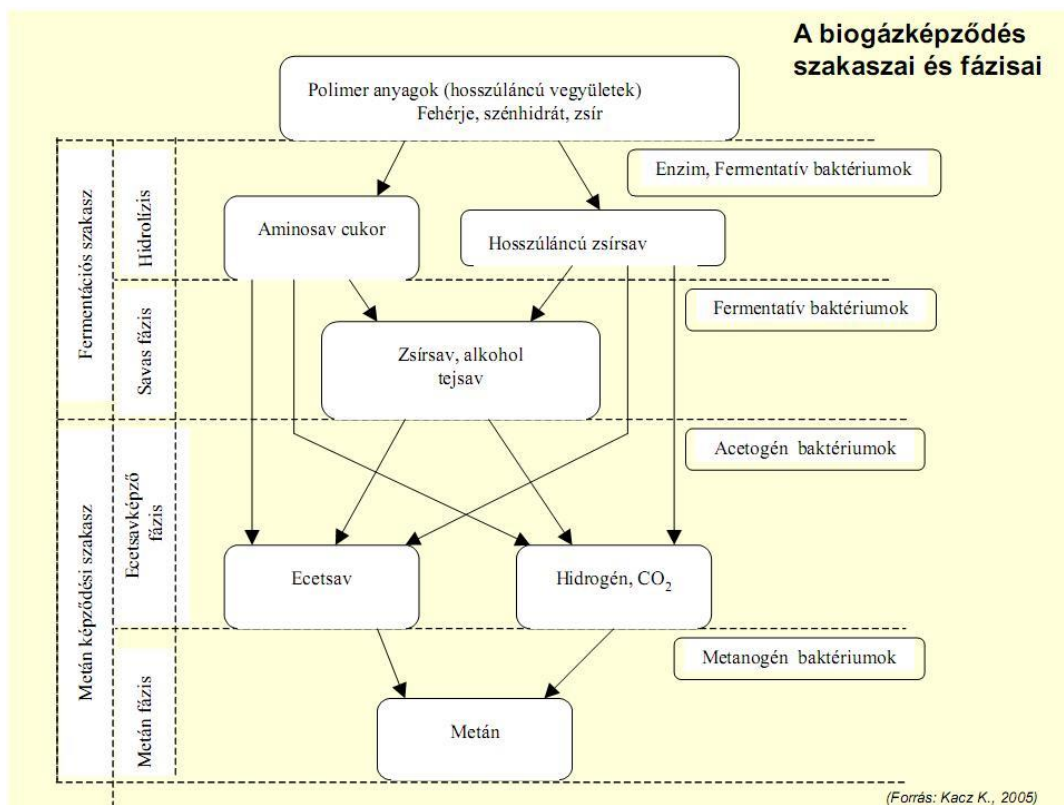 A biogázképződés
szakaszai és fázisai
Polimer anyagok (hosszúláncú vegyületek)
Fehérje, szénhidrát, zsír
Enzim, Fermentatív baktériumok
Fermentációs szakasz
Hidrolízis
Aminosav cukor
Hosszúláncú zsírsav
Fermentatív baktériumok
Savas fázis
Zsírsav, alkohol
tejsav
Acetogén baktériumok
Metán képződési szakasz
Ecetsavképző
fázis
Ecetsav
Hidrogén, CO₂
Metanogén baktériumok
Metán fázis
Metán
(Forrás: Kacz K., 2005)